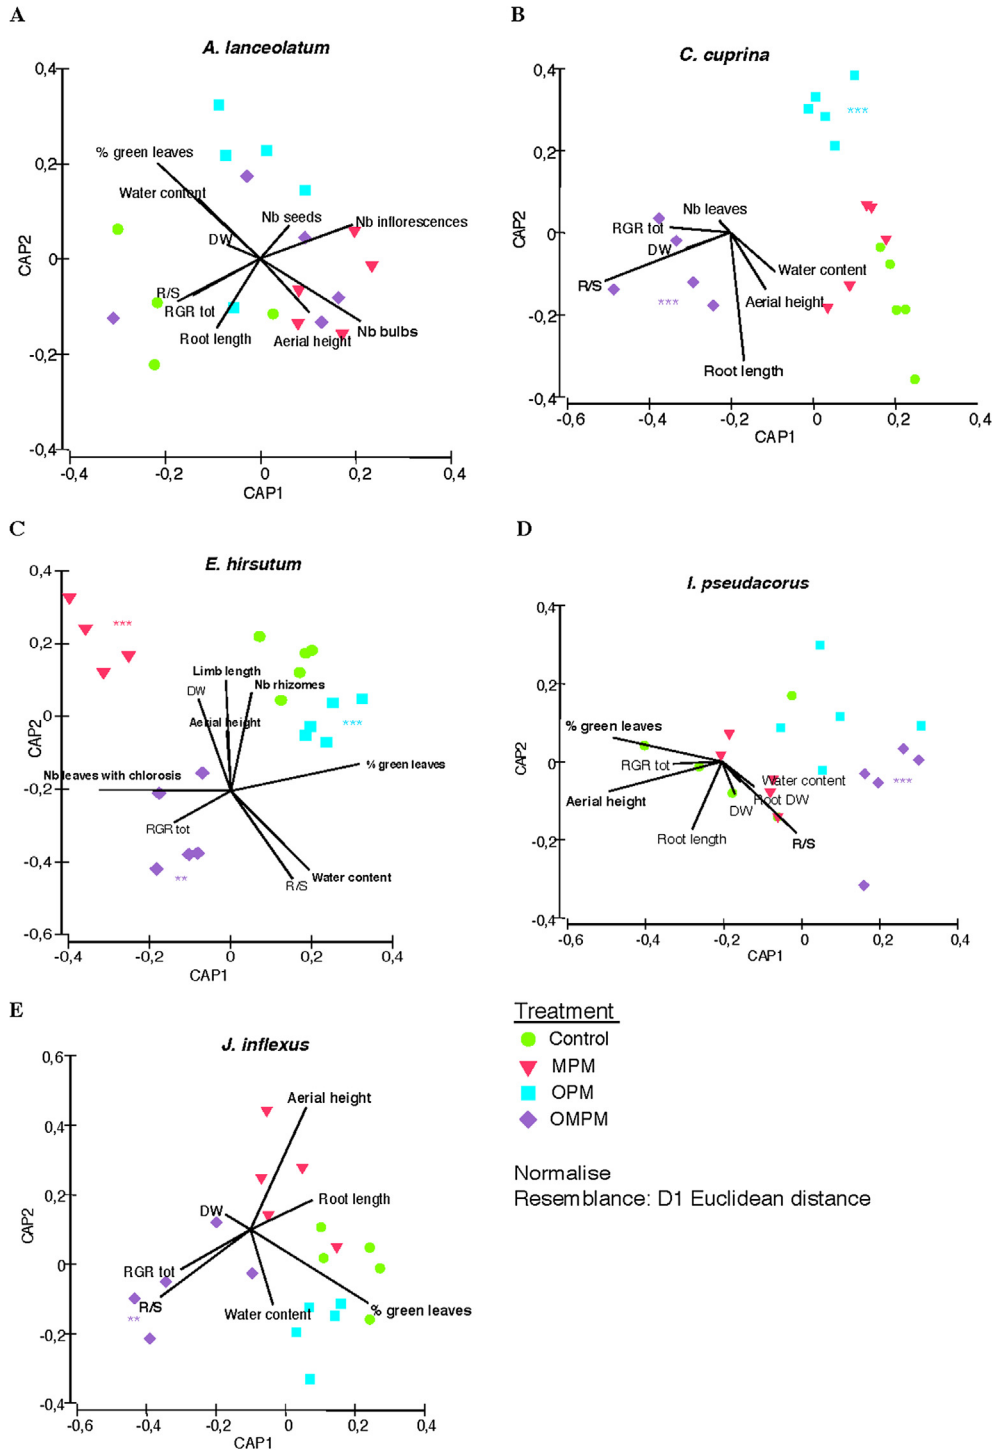 A
A. lanceolatum
0,4
0,2
0
-0,2
-0,4
CAP2
% green leaves
Water content
DW
Nb seeds
Nb inflorescences
R/S
RGR tot
Root length
Aerial height
Nb bulbs
-0,4
-0,2
0
0,2
0,4
CAP1
B
C. cuprina
0,4
0,2
0
-0,2
-0,4
CAP2
***
Nb leaves
RGR tot
DW
R/S
***
Water content
Aerial height
Root length
-0,6
-0,4
-0,2
0
0,2
0,4
CAP1
C
E. hirsutum
0,4
0,2
0
-0,2
-0,4
-0,6
CAP2
***
Limb length
DW
Nb rhizomes
Aerial height
***
% green leaves
Nb leaves with chlorosis
RGR tot
**
R/S
Water content
-0,4
-0,2
0
0,2
0,4
CAP1
D
I. pseudacorus
0,4
0,2
0
-0,2
-0,4
CAP2
% green leaves
RGR tot
Aerial height
Water content
Root DW
DW
Root length
R/S
***
-0,6
-0,4
-0,2
0
0,2
0,4
CAP1
E
J. inflexus
0,6
0,4
0,2
0
-0,2
-0,4
CAP2
Aerial height
Root length
DW
RGR tot
R/S
**
Water content
% green leaves
-0,6
-0,4
-0,2
0
0,2
0,4
CAP1
Treatment
Control
MPM
OPM
OMPM
Normalise
Resemblance: D1 Euclidean distance